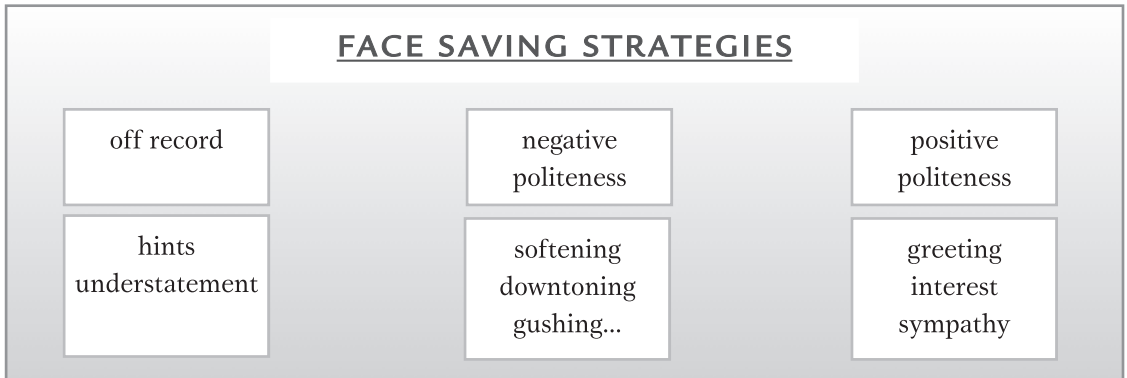 FACE SAVING STRATEGIES
off record
hints
understatement
negative
politeness
softening
downtoning
gushing...
positive
politeness
greeting
interest
sympathy